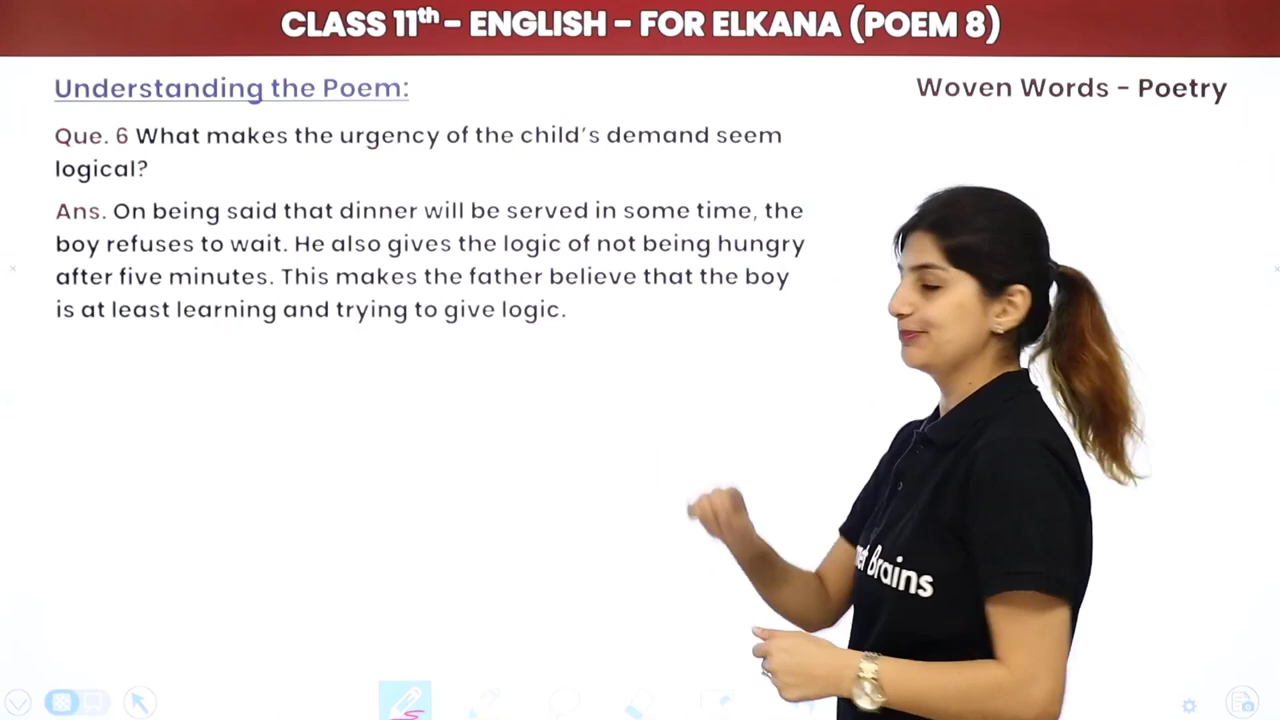 CLASS 11th - ENGLISH - FOR ELKANA (POEM 8)
Understanding the Poem:
Woven Words - Poetry
Que. 6 What makes the urgency of the child's demand seem
logical?
Ans. On being said that dinner will be served in some time, the
boy refuses to wait. He also gives the logic of not being hungry
after five minutes. This makes the father believe that the boy
is at least learning and trying to give logic.
Brains